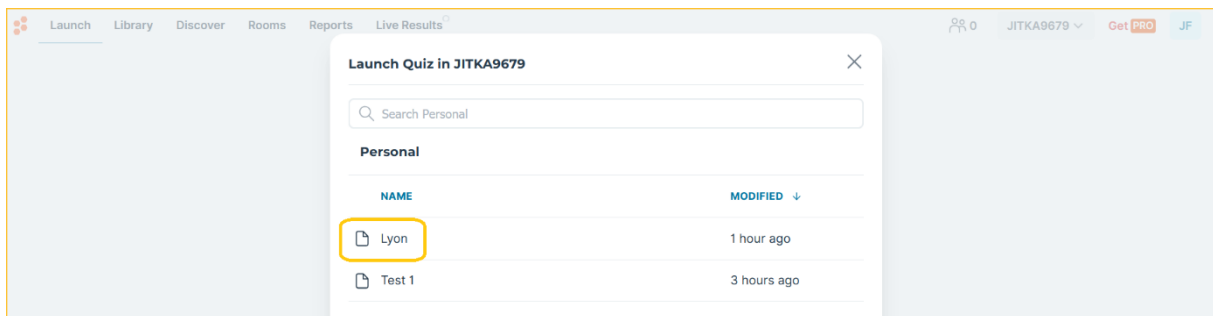 Launch Library Discover Rooms Reports Live Results 0 JITKA9679 Get PRO JF
Launch Quiz in JITKA9679
Search Personal
Personal
NAME MODIFIED
Lyon 1 hour ago
Test 1 3 hours ago